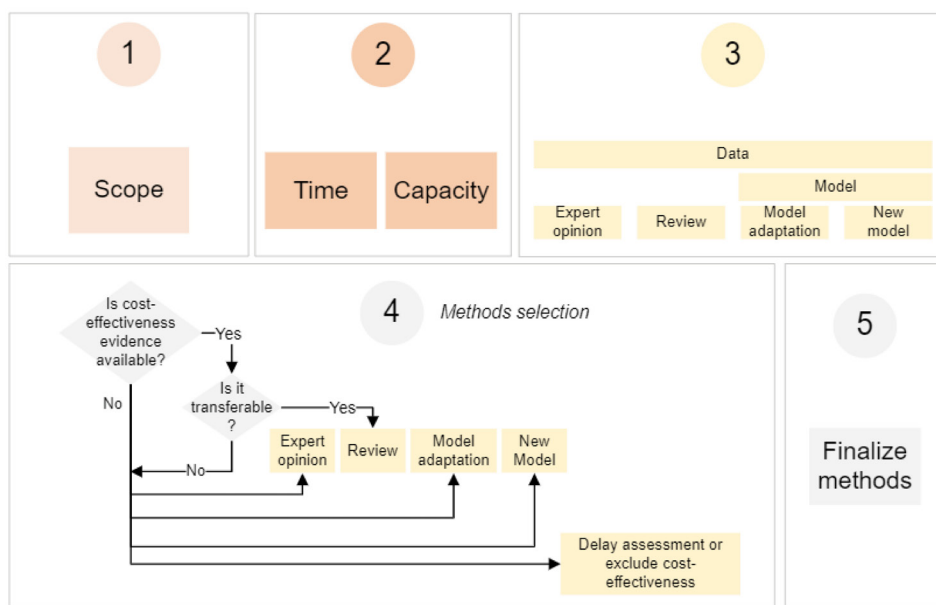 1
Scope
2
Time
Capacity
3
Data
Model
Expert
opinion
Review
Model
adaptation
New
model
4
Methods selection
Is cost-
effectiveness
evidence
available?
Yes
No
Is it
transferable
?
Yes
No
Expert
opinion
Review
Model
adaptation
New
Model
Delay assessment or
exclude cost-
effectiveness
5
Finalize
methods